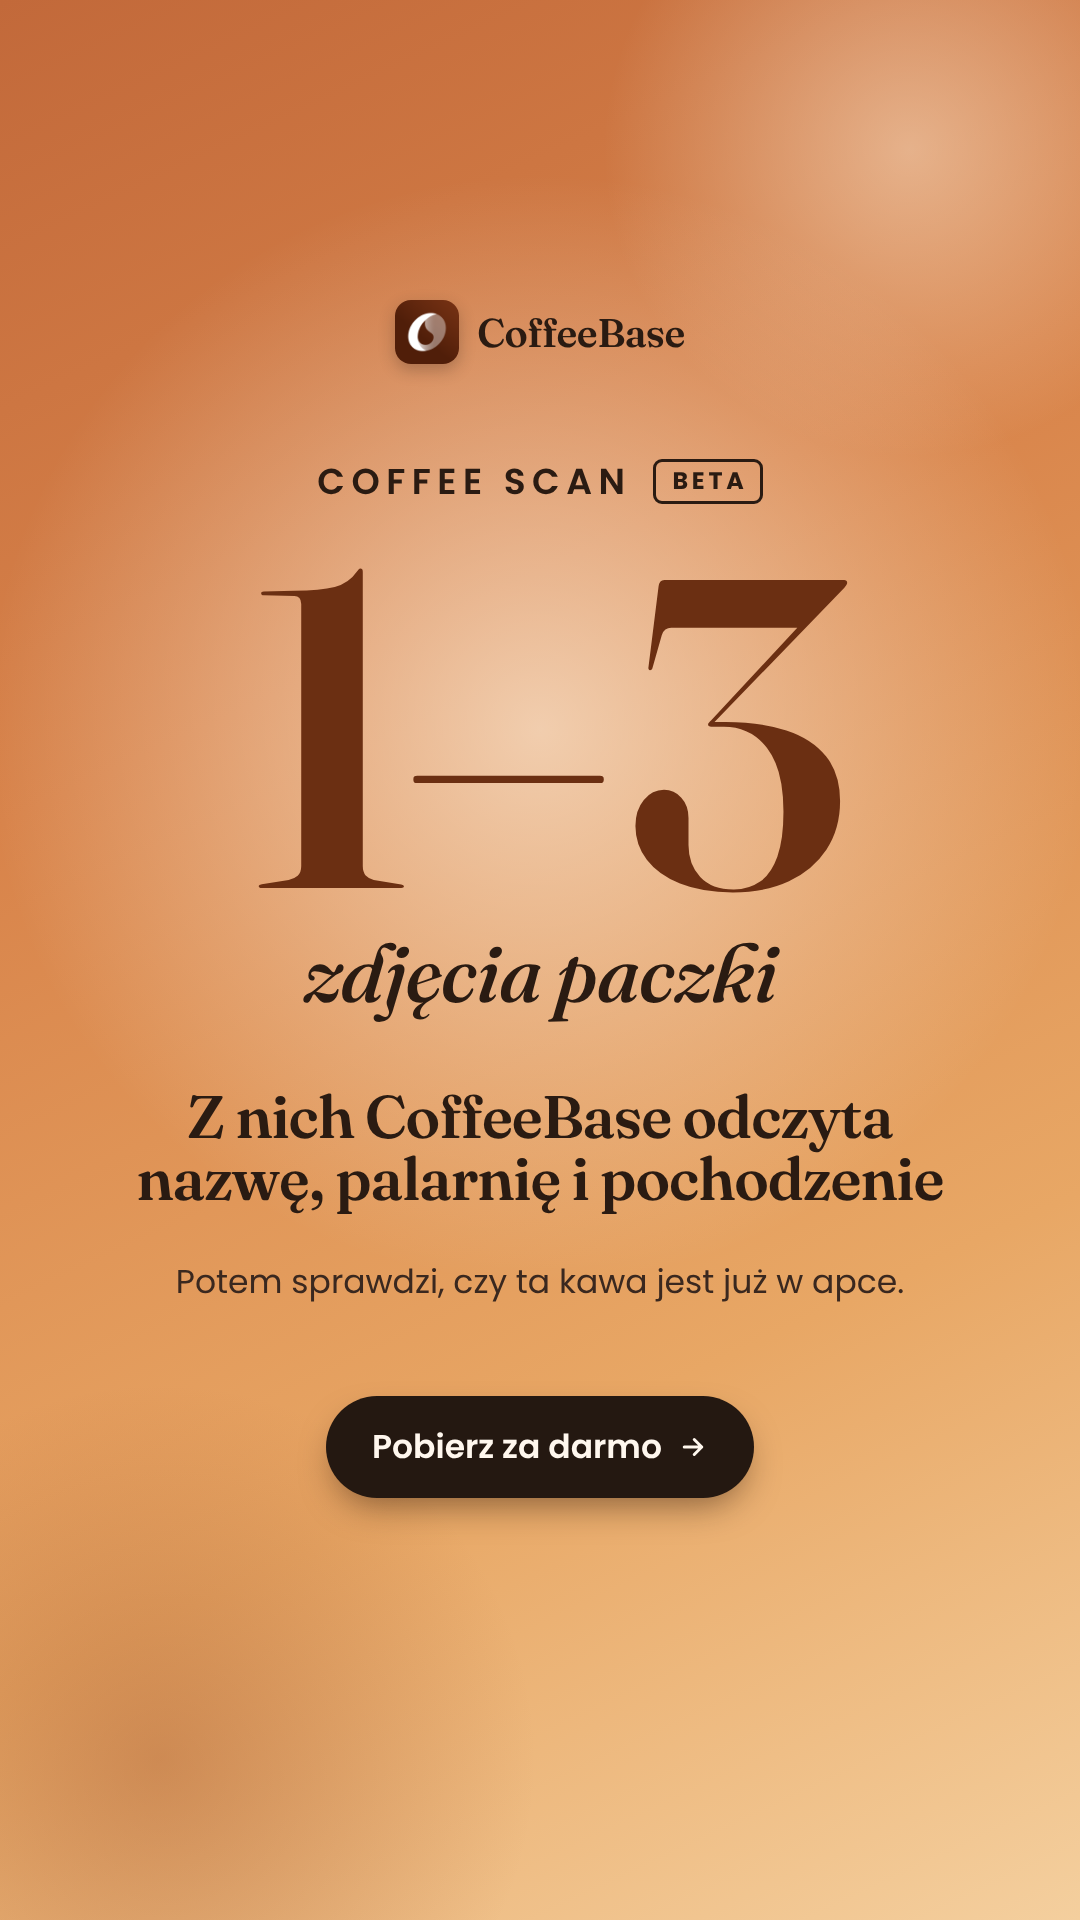 CoffeeBase
COFFEE SCAN BETA
1–3
zdjęcia paczki
Z nich CoffeeBase odczyta
nazwę, palarnię i pochodzenie
Potem sprawdzi, czy ta kawa jest już w apce.
Pobierz za darmo →